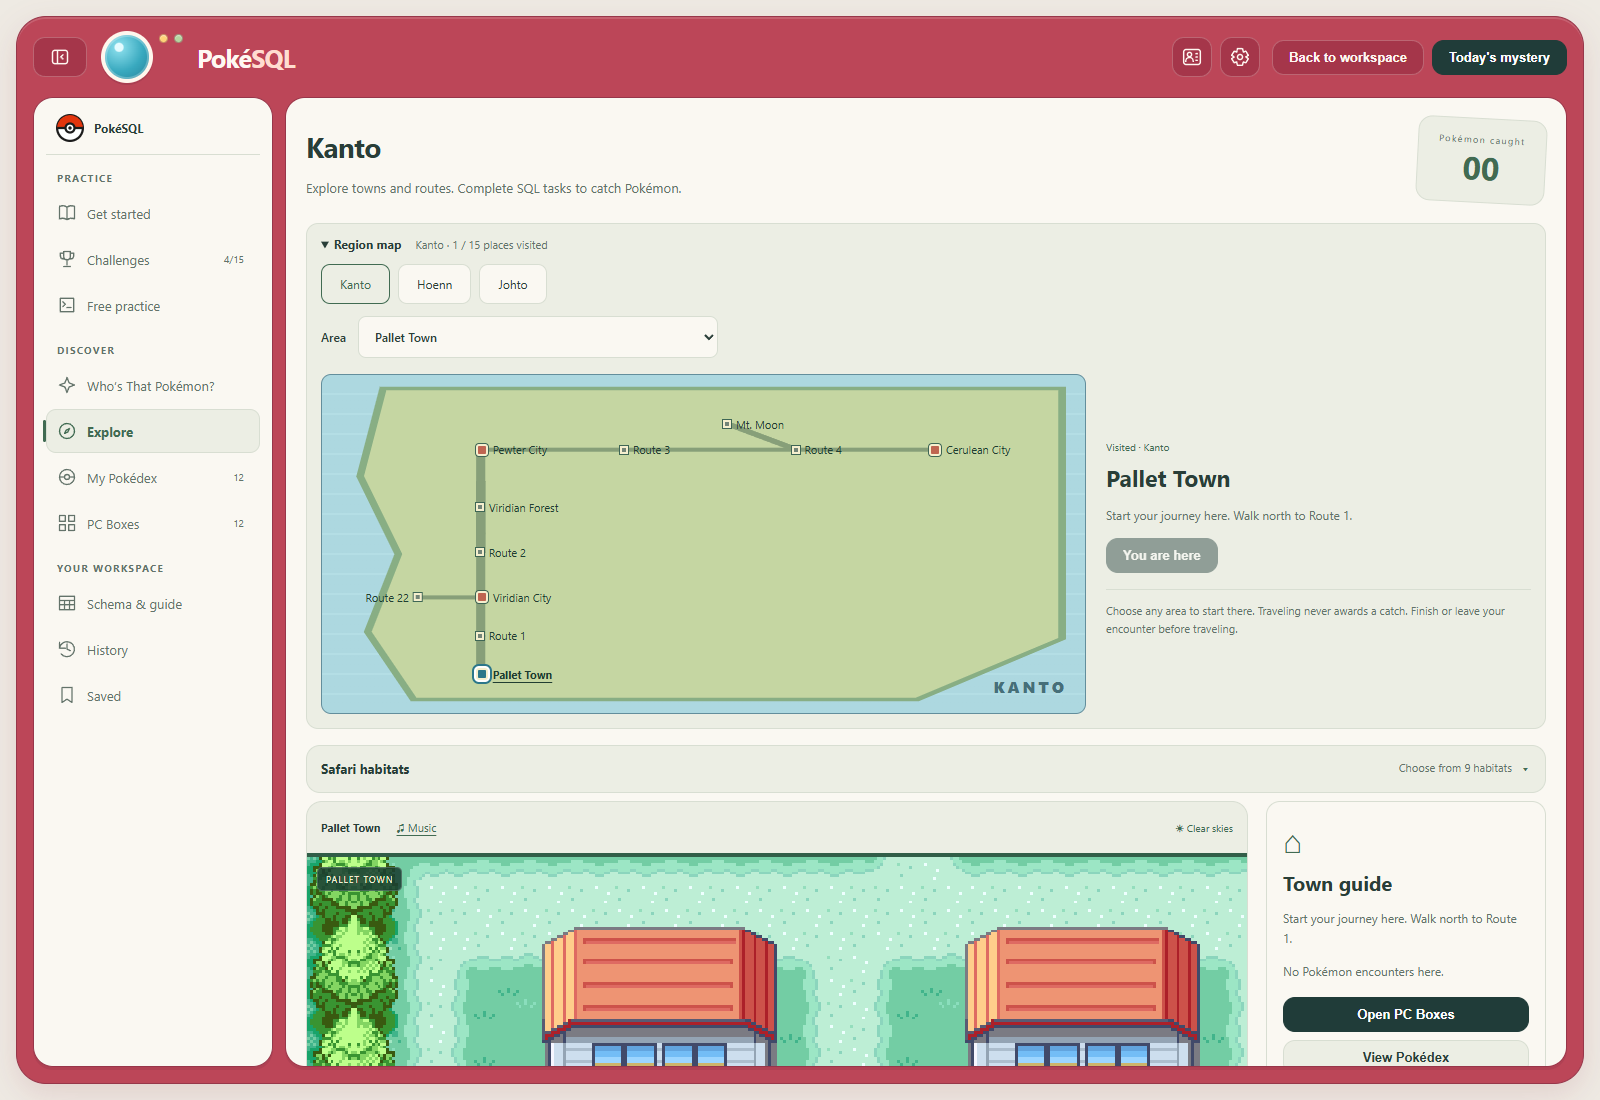 PokéSQL
Back to workspace
Today's mystery
PokéSQL
PRACTICE
Get started
Challenges 4/15
Free practice
DISCOVER
Who's That Pokémon?
Explore
My Pokédex 12
PC Boxes 12
YOUR WORKSPACE
Schema & guide
History
Saved
Kanto
Explore towns and routes. Complete SQL tasks to catch Pokémon.
Pokémon caught
00
Region map Kanto · 1 / 15 places visited
Kanto Hoenn Johto
Area Pallet Town
Mt. Moon
Pewter City Route 3 Route 4 Cerulean City
Viridian Forest
Route 2
Route 22 Viridian City
Route 1
Pallet Town
KANTO
Visited · Kanto
Pallet Town
Start your journey here. Walk north to Route 1.
You are here
Choose any area to start there. Traveling never awards a catch. Finish or leave your
encounter before traveling.
Safari habitats Choose from 9 habitats
Pallet Town ♫ Music ☀ Clear skies
PALLET TOWN
Town guide
Start your journey here. Walk north to Route
1.
No Pokémon encounters here.
Open PC Boxes
View Pokédex